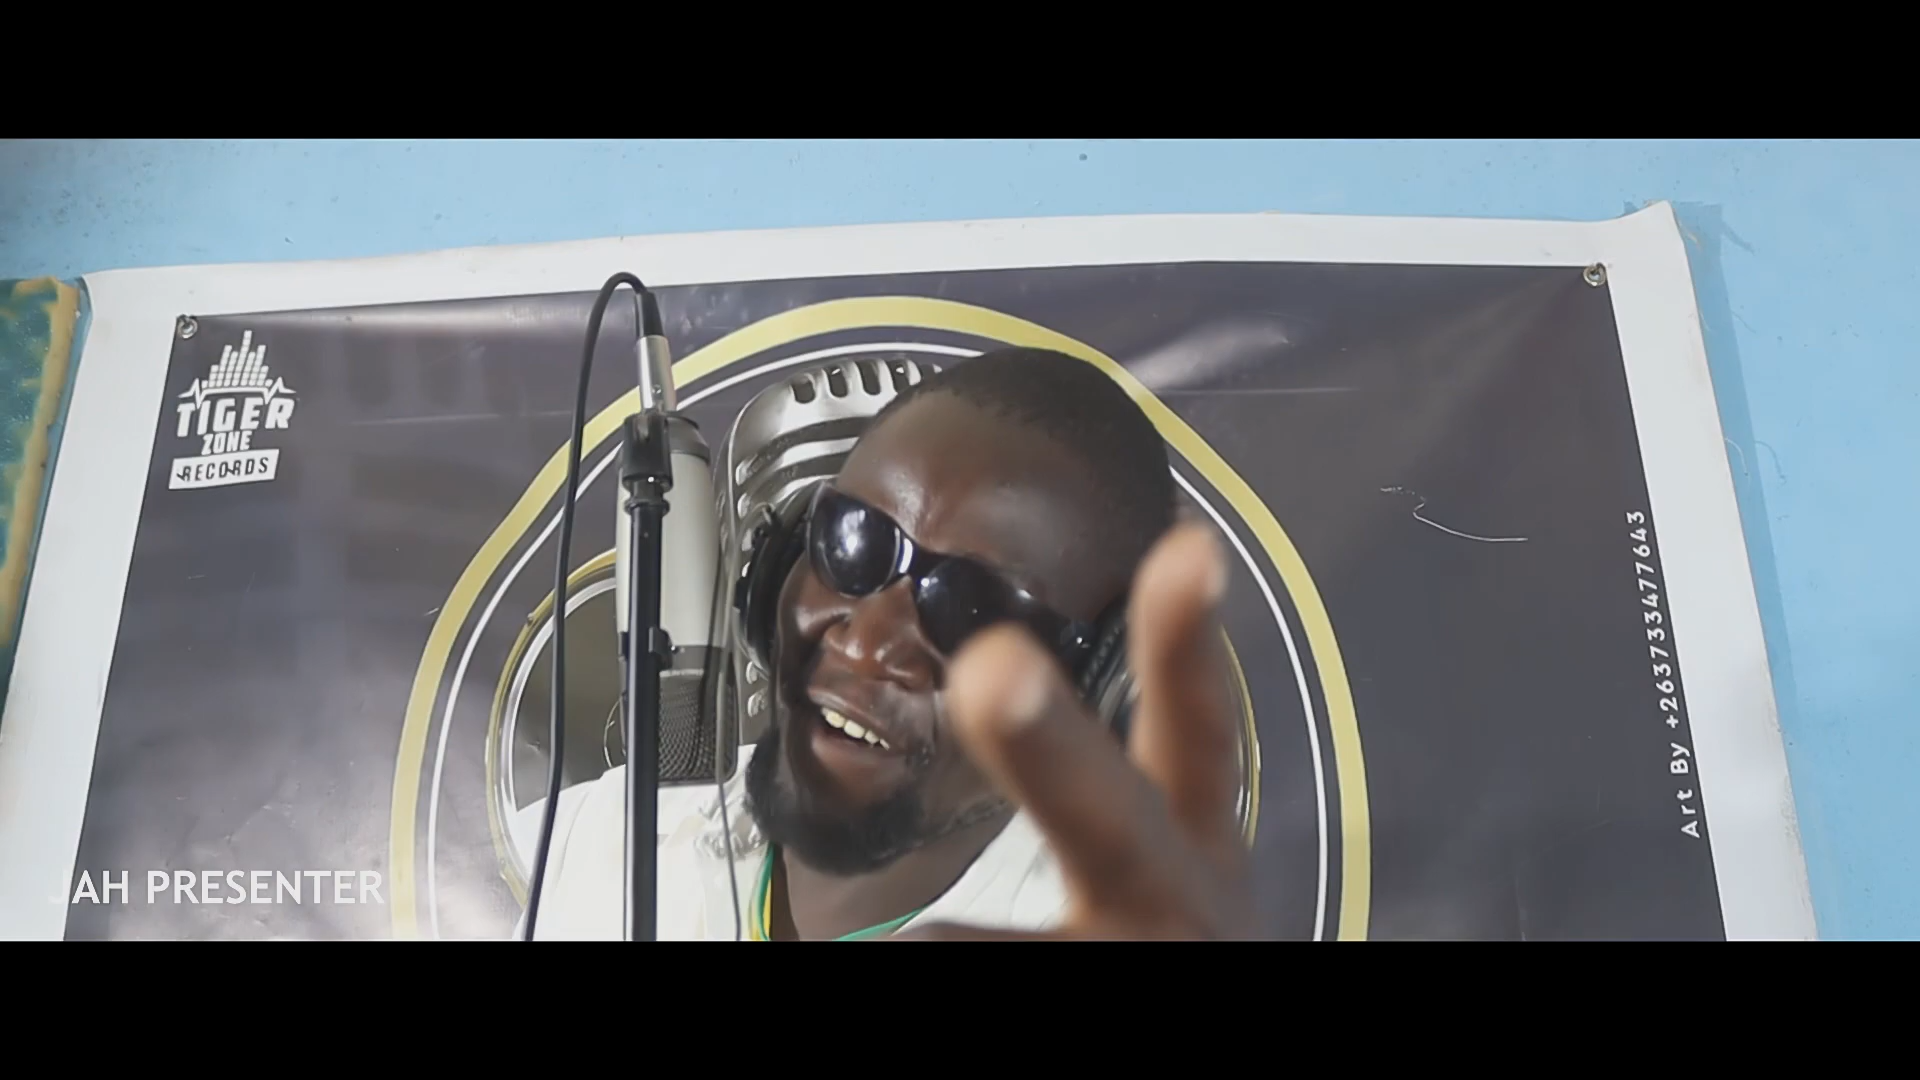 TIGER
ZONE
RECORDS
Art By +263733477643
JAH PRESENTER